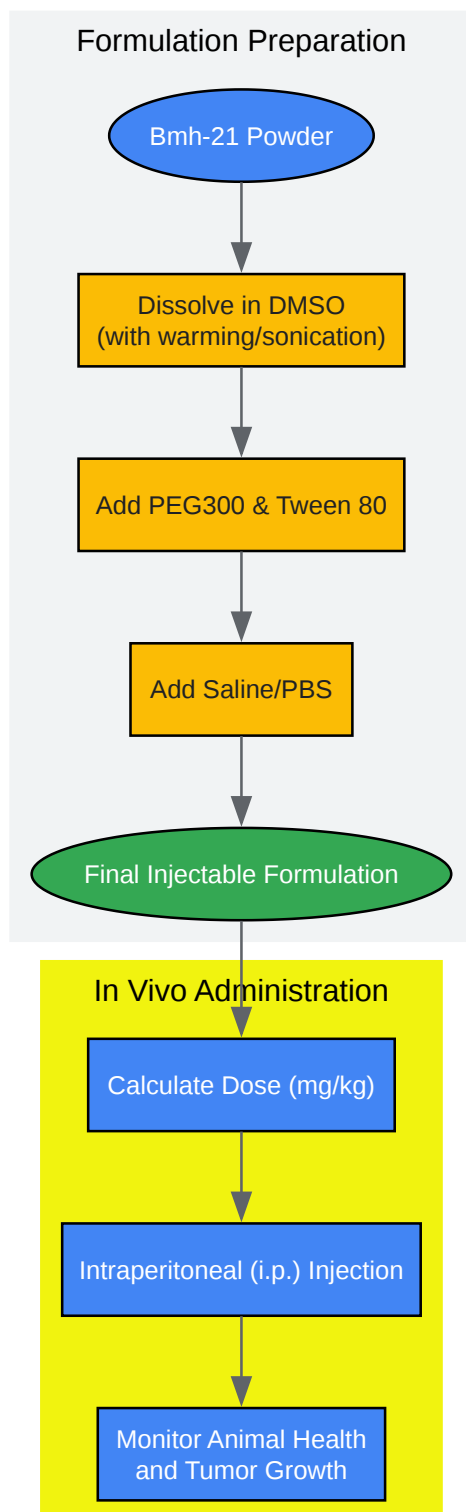 Formulation Preparation
Bmh-21 Powder
Dissolve in DMSO
(with warming/sonication)
Add PEG300 & Tween 80
Add Saline/PBS
Final Injectable Formulation
In Vivo Administration
Calculate Dose (mg/kg)
Intraperitoneal (i.p.) Injection
Monitor Animal Health
and Tumor Growth